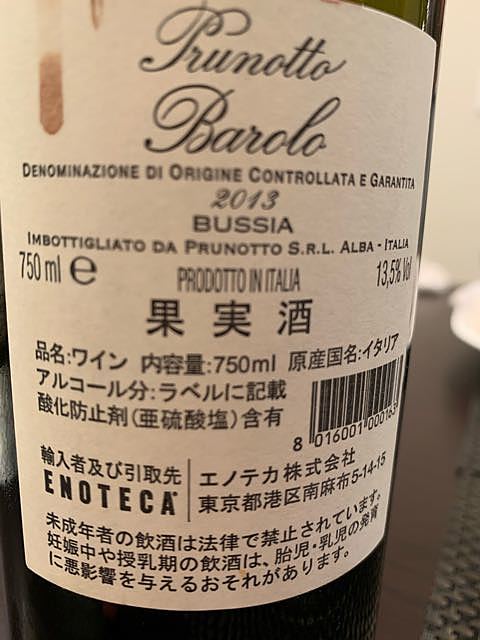 Prunotto
Barolo
DENOMINAZIONE DI ORIGINE CONTROLLATA E GARANTITA
2013
BUSSIA
IMBOTTIGLIATO DA PRUNOTTO S.R.L. ALBA - ITALIA
750 ml e PRODOTTO IN ITALIA 13,5% Vol
果実酒
品名:ワイン 内容量:750ml 原産国名:イタリア
アルコール分:ラベルに記載
酸化防止剤(亜硫酸塩)含有
8 016001 000163
輸入者及び引取先
ENOTECA
エノテカ株式会社
東京都港区南麻布5-14-15
未成年者の飲酒は法律で禁止されています。
妊娠中や授乳期の飲酒は、胎児・乳児の発育
に悪影響を与えるおそれがあります。